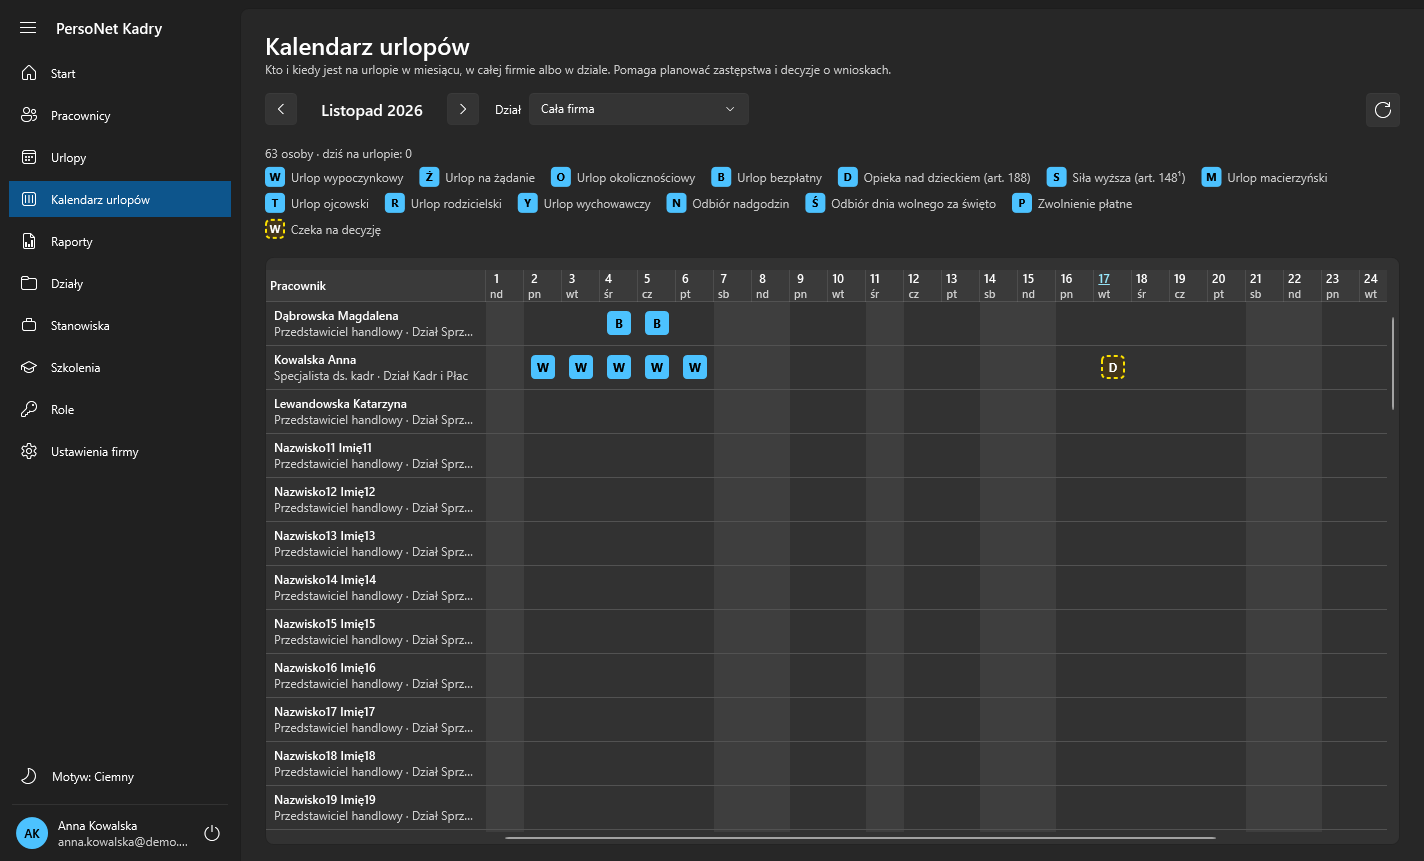 PersoNet Kadry
Start
Pracownicy
Urlopy
Kalendarz urlopów
Raporty
Działy
Stanowiska
Szkolenia
Role
Ustawienia firmy
Motyw: Ciemny
AK
Anna Kowalska
anna.kowalska@demo....
Kalendarz urlopów
Kto i kiedy jest na urlopie w miesiącu, w całej firmie albo w dziale. Pomaga planować zastępstwa i decyzje o wnioskach.
Listopad 2026 Dział Cała firma
63 osoby · dziś na urlopie: 0
W Urlop wypoczynkowy Ż Urlop na żądanie O Urlop okolicznościowy B Urlop bezpłatny D Opieka nad dzieckiem (art. 188) S Siła wyższa (art. 148¹) M Urlop macierzyński
T Urlop ojcowski R Urlop rodzicielski Y Urlop wychowawczy N Odbiór nadgodzin Ś Odbiór dnia wolnego za święto P Zwolnienie płatne
W Czeka na decyzję
Pracownik
1 2 3 4 5 6 7 8 9 10 11 12 13 14 15 16 17 18 19 20 21 22 23 24
nd pn wt śr cz pt sb nd pn wt śr cz pt sb nd pn wt śr cz pt sb nd pn wt
Dąbrowska Magdalena
Przedstawiciel handlowy · Dział Sprz...
B B
Kowalska Anna
Specjalista ds. kadr · Dział Kadr i Płac
W W W W W D
Lewandowska Katarzyna
Przedstawiciel handlowy · Dział Sprz...
Nazwisko11 Imię11
Przedstawiciel handlowy · Dział Sprz...
Nazwisko12 Imię12
Przedstawiciel handlowy · Dział Sprz...
Nazwisko13 Imię13
Przedstawiciel handlowy · Dział Sprz...
Nazwisko14 Imię14
Przedstawiciel handlowy · Dział Sprz...
Nazwisko15 Imię15
Przedstawiciel handlowy · Dział Sprz...
Nazwisko16 Imię16
Przedstawiciel handlowy · Dział Sprz...
Nazwisko17 Imię17
Przedstawiciel handlowy · Dział Sprz...
Nazwisko18 Imię18
Przedstawiciel handlowy · Dział Sprz...
Nazwisko19 Imię19
Przedstawiciel handlowy · Dział Sprz...